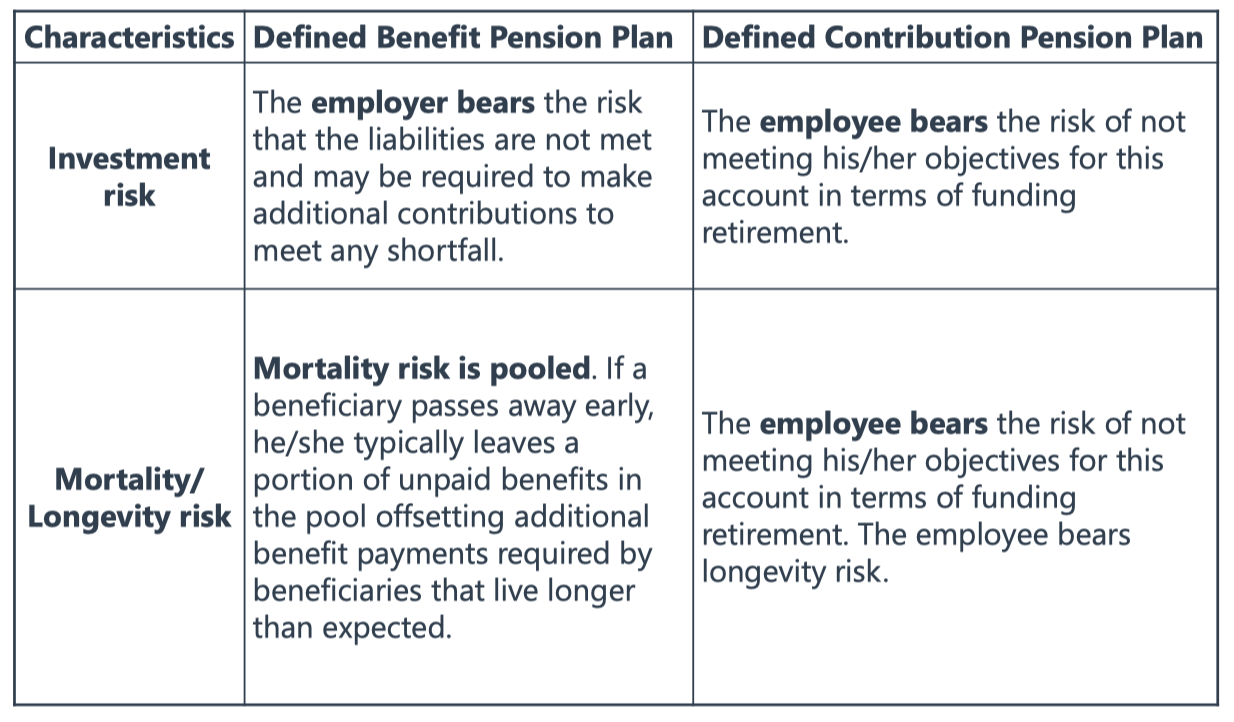 Characteristics
Defined Benefit Pension Plan
Defined Contribution Pension Plan
Investment
risk
The employer bears the risk
that the liabilities are not met
and may be required to make
additional contributions to
meet any shortfall.
The employee bears the risk of not
meeting his/her objectives for this
account in terms of funding
retirement.
Mortality/
Longevity risk
Mortality risk is pooled. If a
beneficiary passes away early,
he/she typically leaves a
portion of unpaid benefits in
the pool offsetting additional
benefit payments required by
beneficiaries that live longer
than expected.
The employee bears the risk of not
meeting his/her objectives for this
account in terms of funding
retirement. The employee bears
longevity risk.